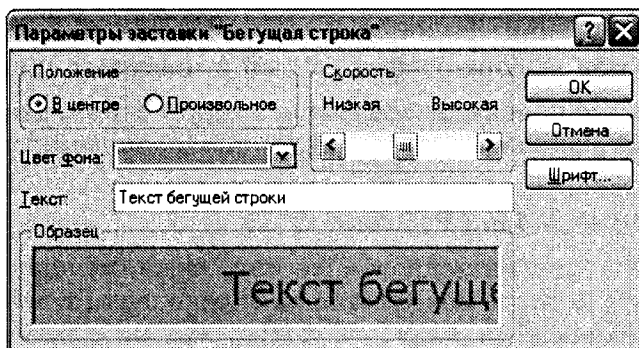 Параметры заставки "Бегущая строка"
Положение
В центре Произвольное
Скорость
Низкая Высокая
OK
Отмена
Шрифт...
Цвет фона:
Текст: Текст бегущей строки
Образец
Текст бегуще